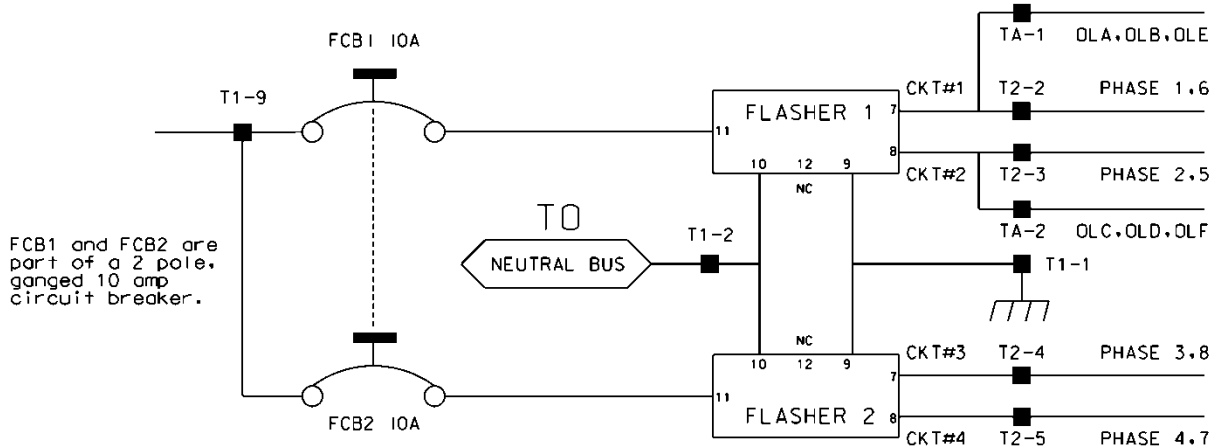 TA-1 OLA,OLB,OLE
FCB1 10A
T1-9
CKT#1 T2-2 PHASE 1,6
FLASHER 1
7
11
8
10 12 9
NC
CKT#2 T2-3 PHASE 2,5
TA-2 OLC,OLD,OLF
TO
NEUTRAL BUS
T1-2
T1-1
FCB1 and FCB2 are
part of a 2 pole,
ganged 10 amp
circuit breaker.
NC
10 12 9
CKT#3 T2-4 PHASE 3,8
7
11
FLASHER 2
8
FCB2 10A
CKT#4 T2-5 PHASE 4,7